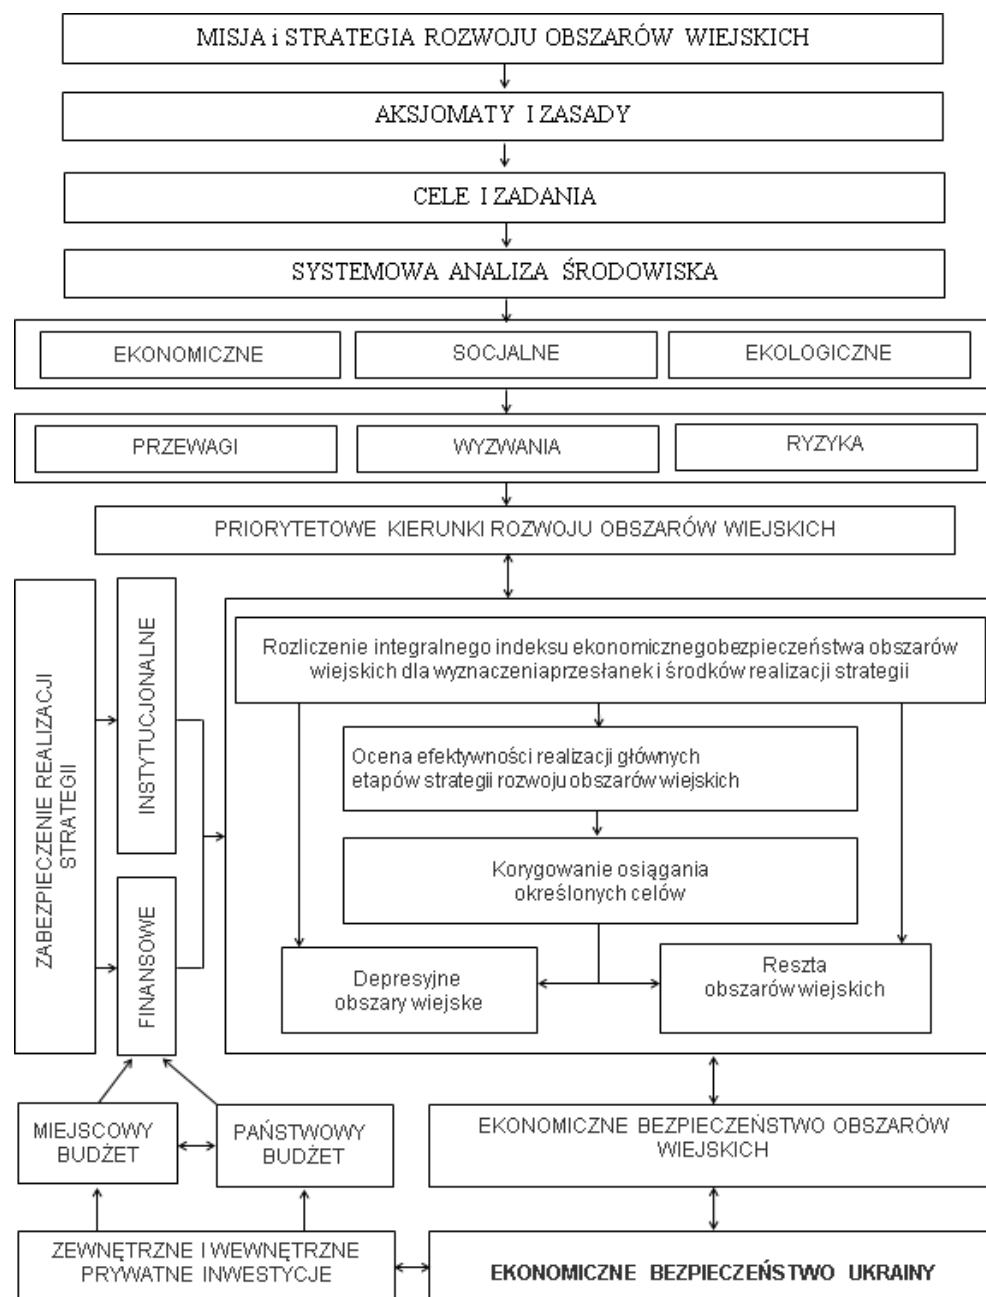 MISJA i STRATEGIA ROZWOJU OBSZARÓW WIEJSKICH
AKSJOMATY I ZASADY
CELE I ZADANIA
SYSTEMOWA ANALIZA ŚRODOWISKA
EKONOMICZNE
SOCJALNE
EKOLOGICZNE
PRZEWAGI
WYZWANIA
RYZYKA
PRIORYTETOWE KIERUNKI ROZWOJU OBSZARÓW WIEJSKICH
ZABEZPIECZENIE REALIZACJI
STRATEGII
INSTYTUCJONALNE
FINANSOWE
Rozliczenie integralnego indeksu ekonomicznegobezpieczeństwa obszarów
wiejskich dla wyznaczeniaprzesłanek i środków realizacji strategii
Ocena efektywności realizacji głównych
etapów strategii rozwoju obszarów wiejskich
Korygowanie osiągania
określonych celów
Depresyjne
obszary wiejske
Reszta
obszarów wiejskich
MIEJSCOWY
BUDŻET
PAŃSTWOWY
BUDŻET
EKONOMICZNE BEZPIECZEŃSTWO OBSZARÓW
WIEJSKICH
ZEWNĘTRZNE I WEWNĘTRZNE
PRYWATNE INWESTYCJE
EKONOMICZNE BEZPIECZEŃSTWO UKRAINY